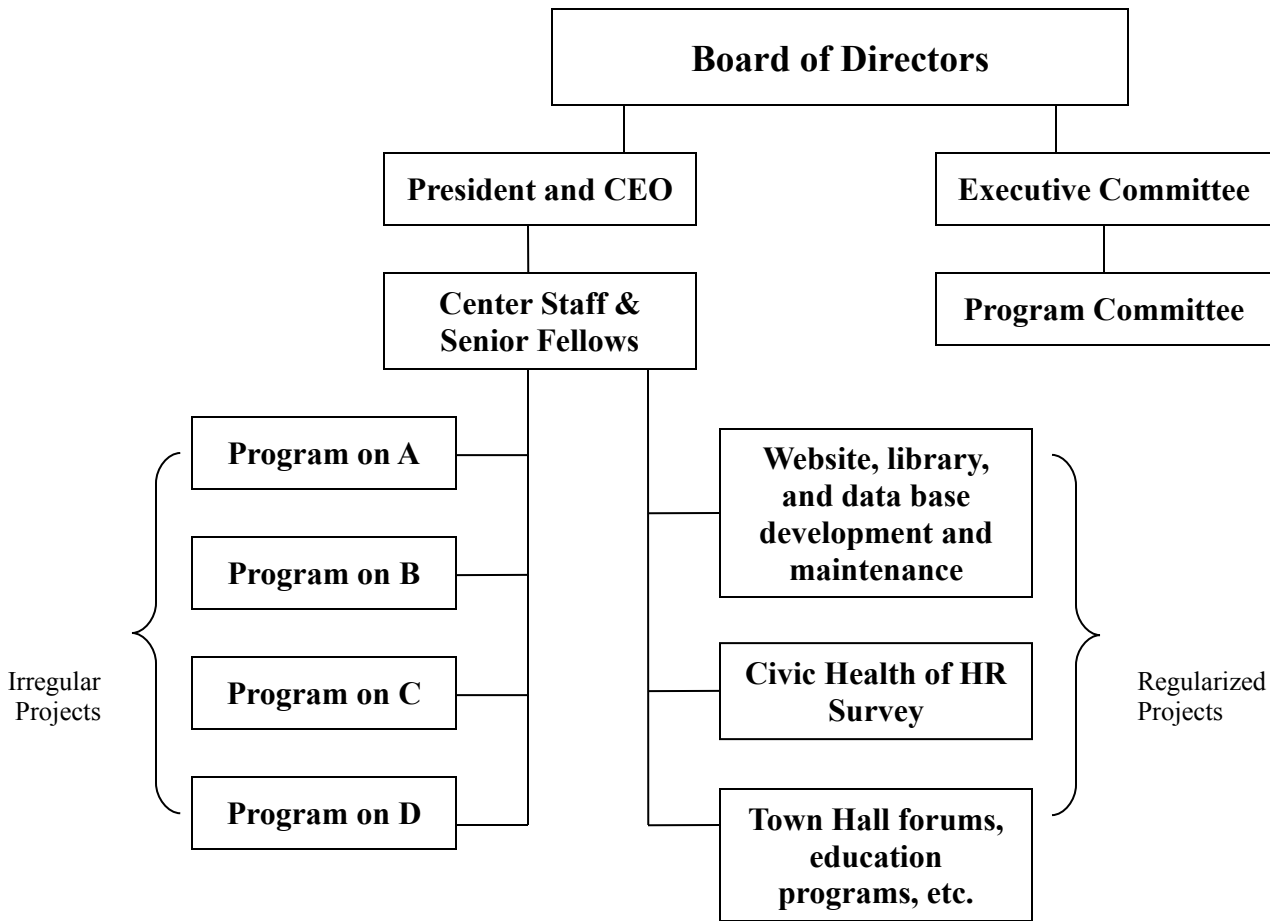 Board of Directors
President and CEO
Executive Committee
Center Staff &
Senior Fellows
Program Committee
Program on A
Program on B
Program on C
Program on D
Irregular
Projects
Website, library,
and data base
development and
maintenance
Civic Health of HR
Survey
Town Hall forums,
education
programs, etc.
Regularized
Projects